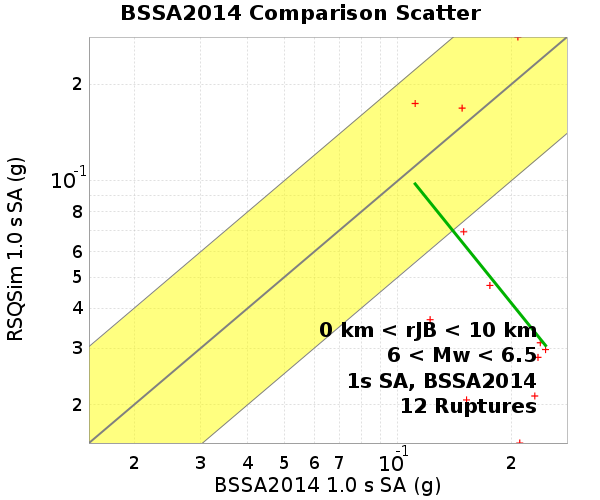 BSSA2014 Comparison Scatter
RSQSim 1.0 s SA (g)
2
10-1
8
6
5
4
3
2
0 km < rJB < 10 km
6 < Mw < 6.5
1s SA, BSSA2014
12 Ruptures
2 3 4 5 6 7 10-1 2
BSSA2014 1.0 s SA (g)